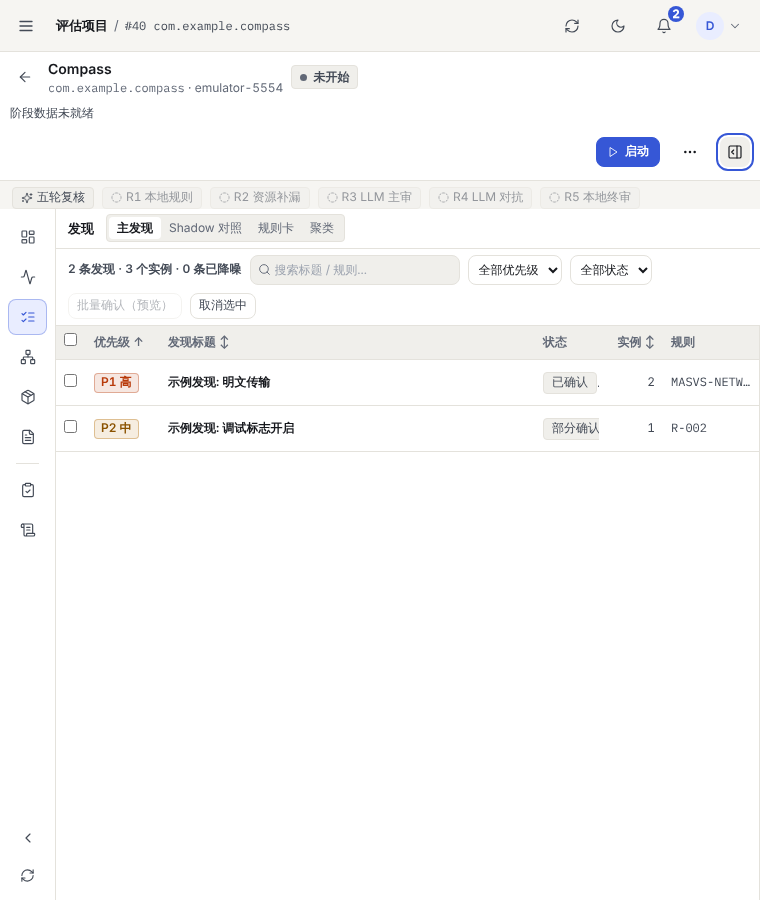 评估项目 / #40 com.example.compass
2
D
Compass
com.example.compass · emulator-5554
未开始
阶段数据未就绪
启动
五轮复核 R1 本地规则 R2 资源补漏 R3 LLM 主审 R4 LLM 对抗 R5 本地终审
发现 主发现 Shadow 对照 规则卡 聚类
2 条发现 · 3 个实例 · 0 条已降噪 搜索标题 / 规则... 全部优先级 全部状态
批量确认（预览） 取消选中
优先级 ↑ 发现标题 状态 实例 规则
P1 高 示例发现: 明文传输 已确认 2 MASVS-NETW…
P2 中 示例发现: 调试标志开启 部分确认 1 R-002